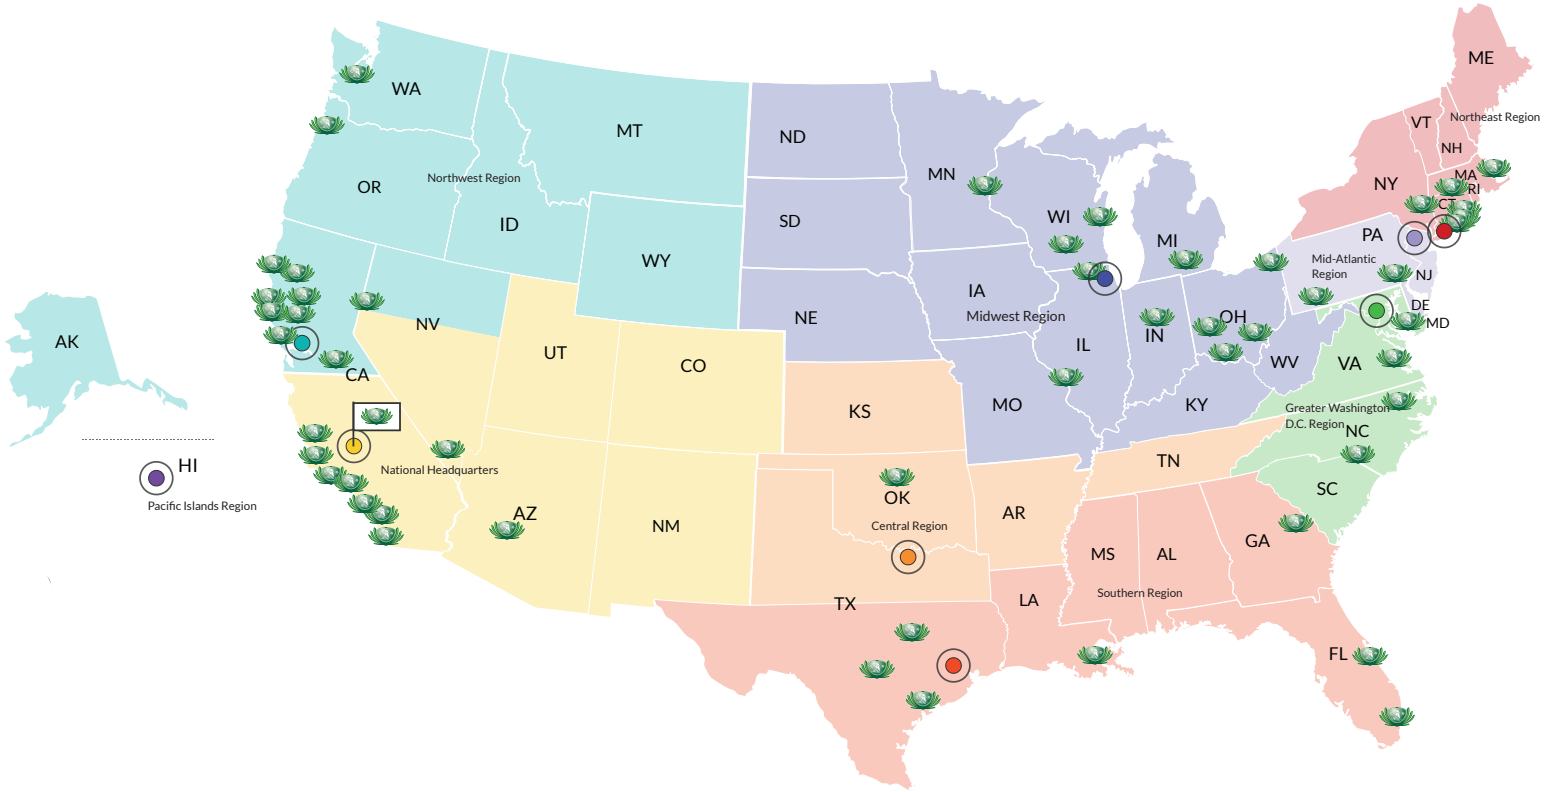 ME
WA
VT
Northeast Region
MT
ND
NH
MN
MA
Northwest Region
OR
NY
RI
CT
ID
SD
WI
MI
PA
WY
Mid-Atlantic
Region
NJ
IA
DE
NE
Midwest Region
OH
MD
NV
AK
IN
IL
UT
CO
WV
VA
CA
MO
KY
KS
Greater Washington
D.C. Region
NC
HI
National Headquarters
TN
OK
SC
Pacific Islands Region
AZ
NM
Central Region
AR
GA
MS
AL
Southern Region
TX
LA
FL